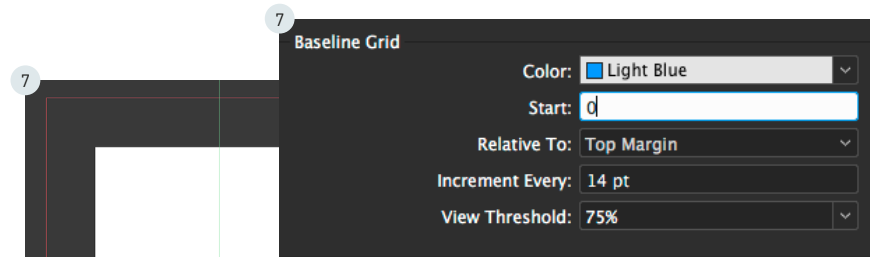 7
Baseline Grid
7
Color: Light Blue
Start: 0
Relative To: Top Margin
Increment Every: 14 pt
View Threshold: 75%